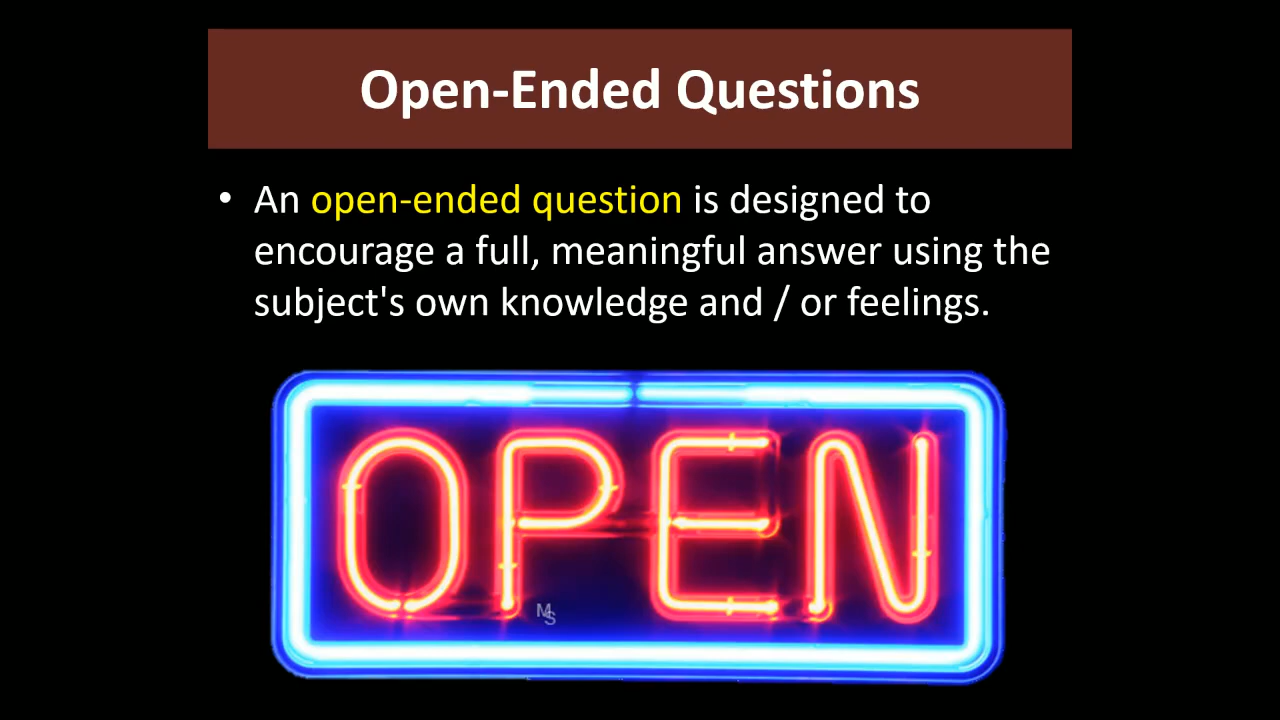 Open-Ended Questions
• An open-ended question is designed to
encourage a full, meaningful answer using the
subject's own knowledge and / or feelings.
OPEN
MS